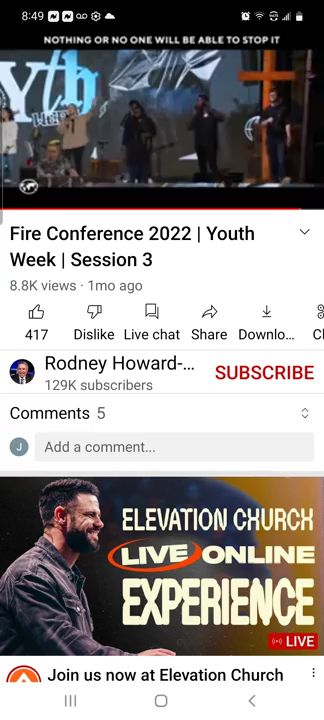 8:49
NOTHING OR NO ONE WILL BE ABLE TO STOP IT
Yth
Fire Conference 2022 | Youth
Week | Session 3
8.8K views · 1mo ago
417 Dislike Live chat Share Downlo... Cl
Rodney Howard-... SUBSCRIBE
129K subscribers
Comments 5
J Add a comment...
ELEVATION CHURCH
LIVE ONLINE
EXPERIENCE
LIVE
Join us now at Elevation Church